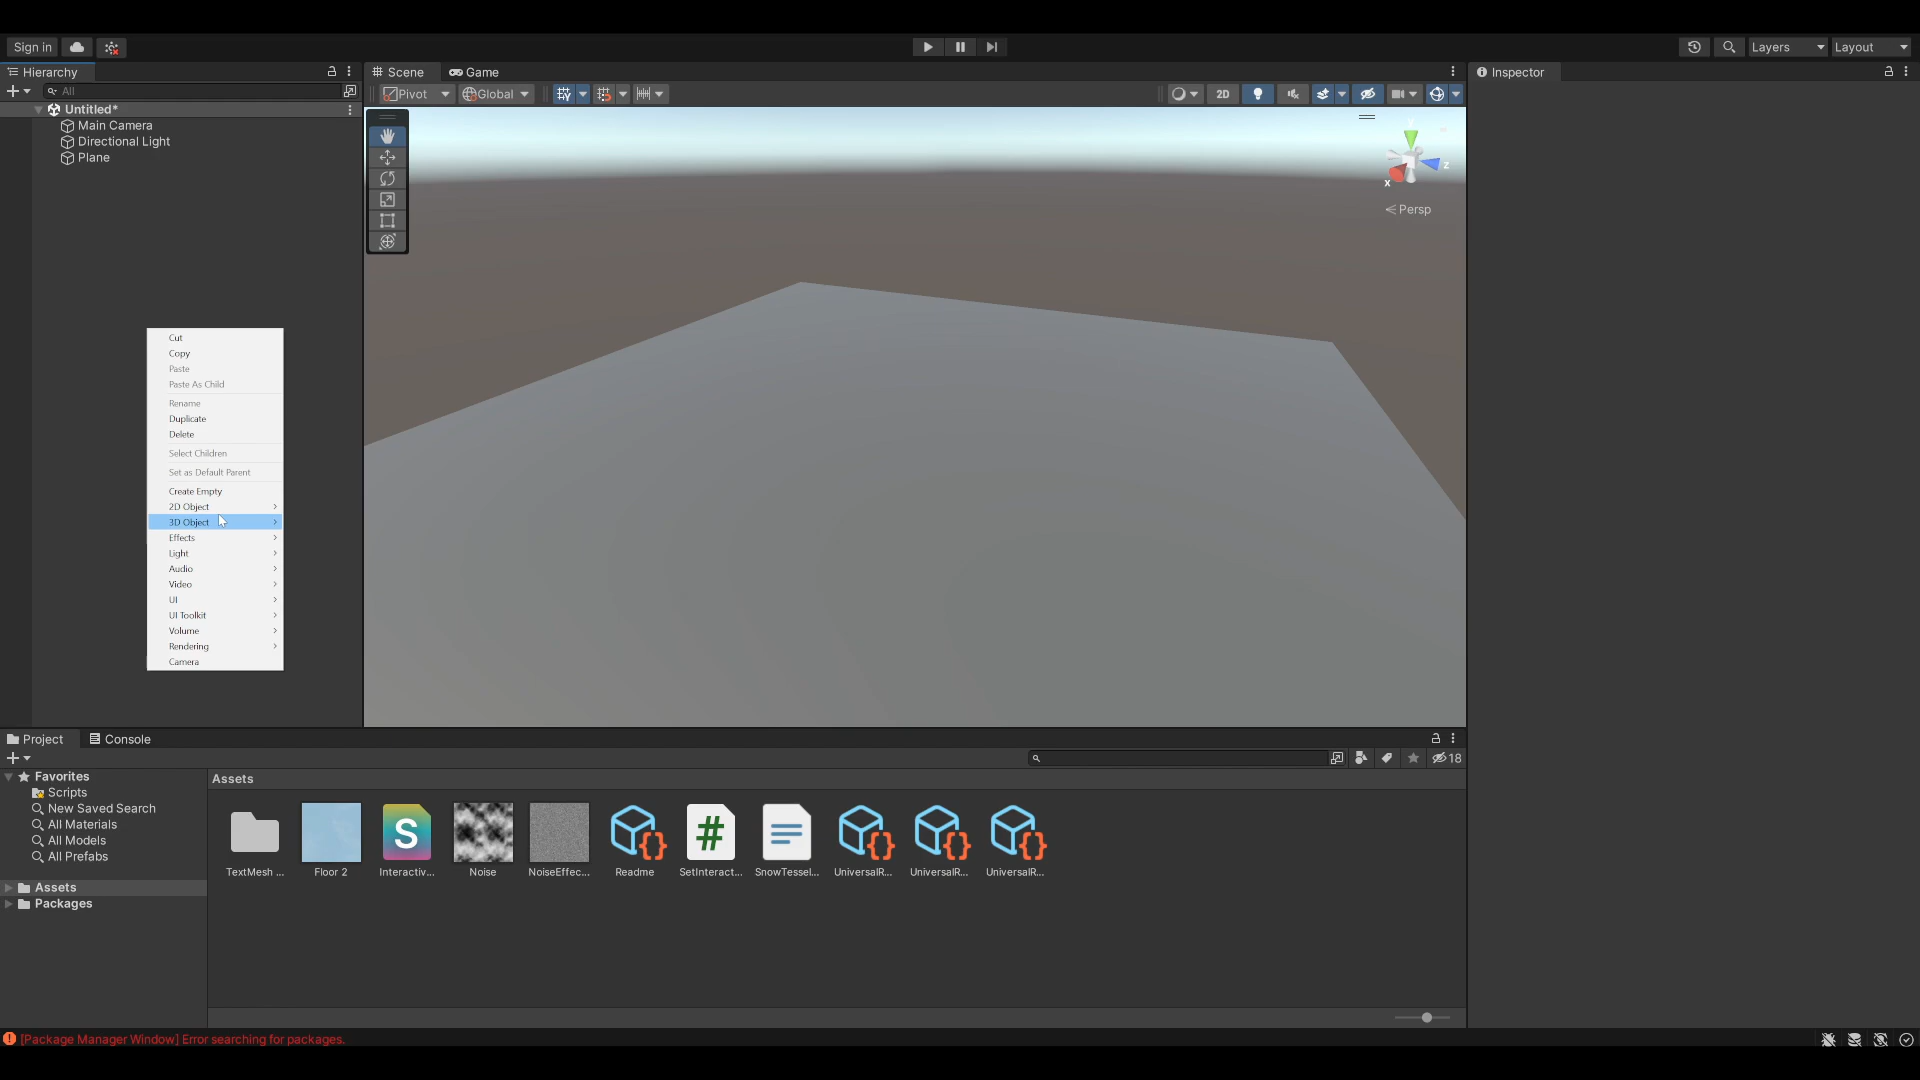 Sign in
Layers
Layout
Hierarchy
Scene
Game
Inspector
All
Pivot
Global
2D
Untitled*
Main Camera
Directional Light
Plane
y
z
x
Persp
Cut
Copy
Paste
Paste As Child
Rename
Duplicate
Delete
Select Children
Set as Default Parent
Create Empty
2D Object
3D Object
Effects
Light
Audio
Video
UI
UI Toolkit
Volume
Rendering
Camera
Project
Console
18
Favorites
Scripts
New Saved Search
All Materials
All Models
All Prefabs
Assets
Packages
Assets
TextMesh ...
Floor 2
Interactiv...
Noise
NoiseEffec...
Readme
SetInteract...
SnowTessel...
UniversalR...
UniversalR...
UniversalR...
[Package Manager Window] Error searching for packages.